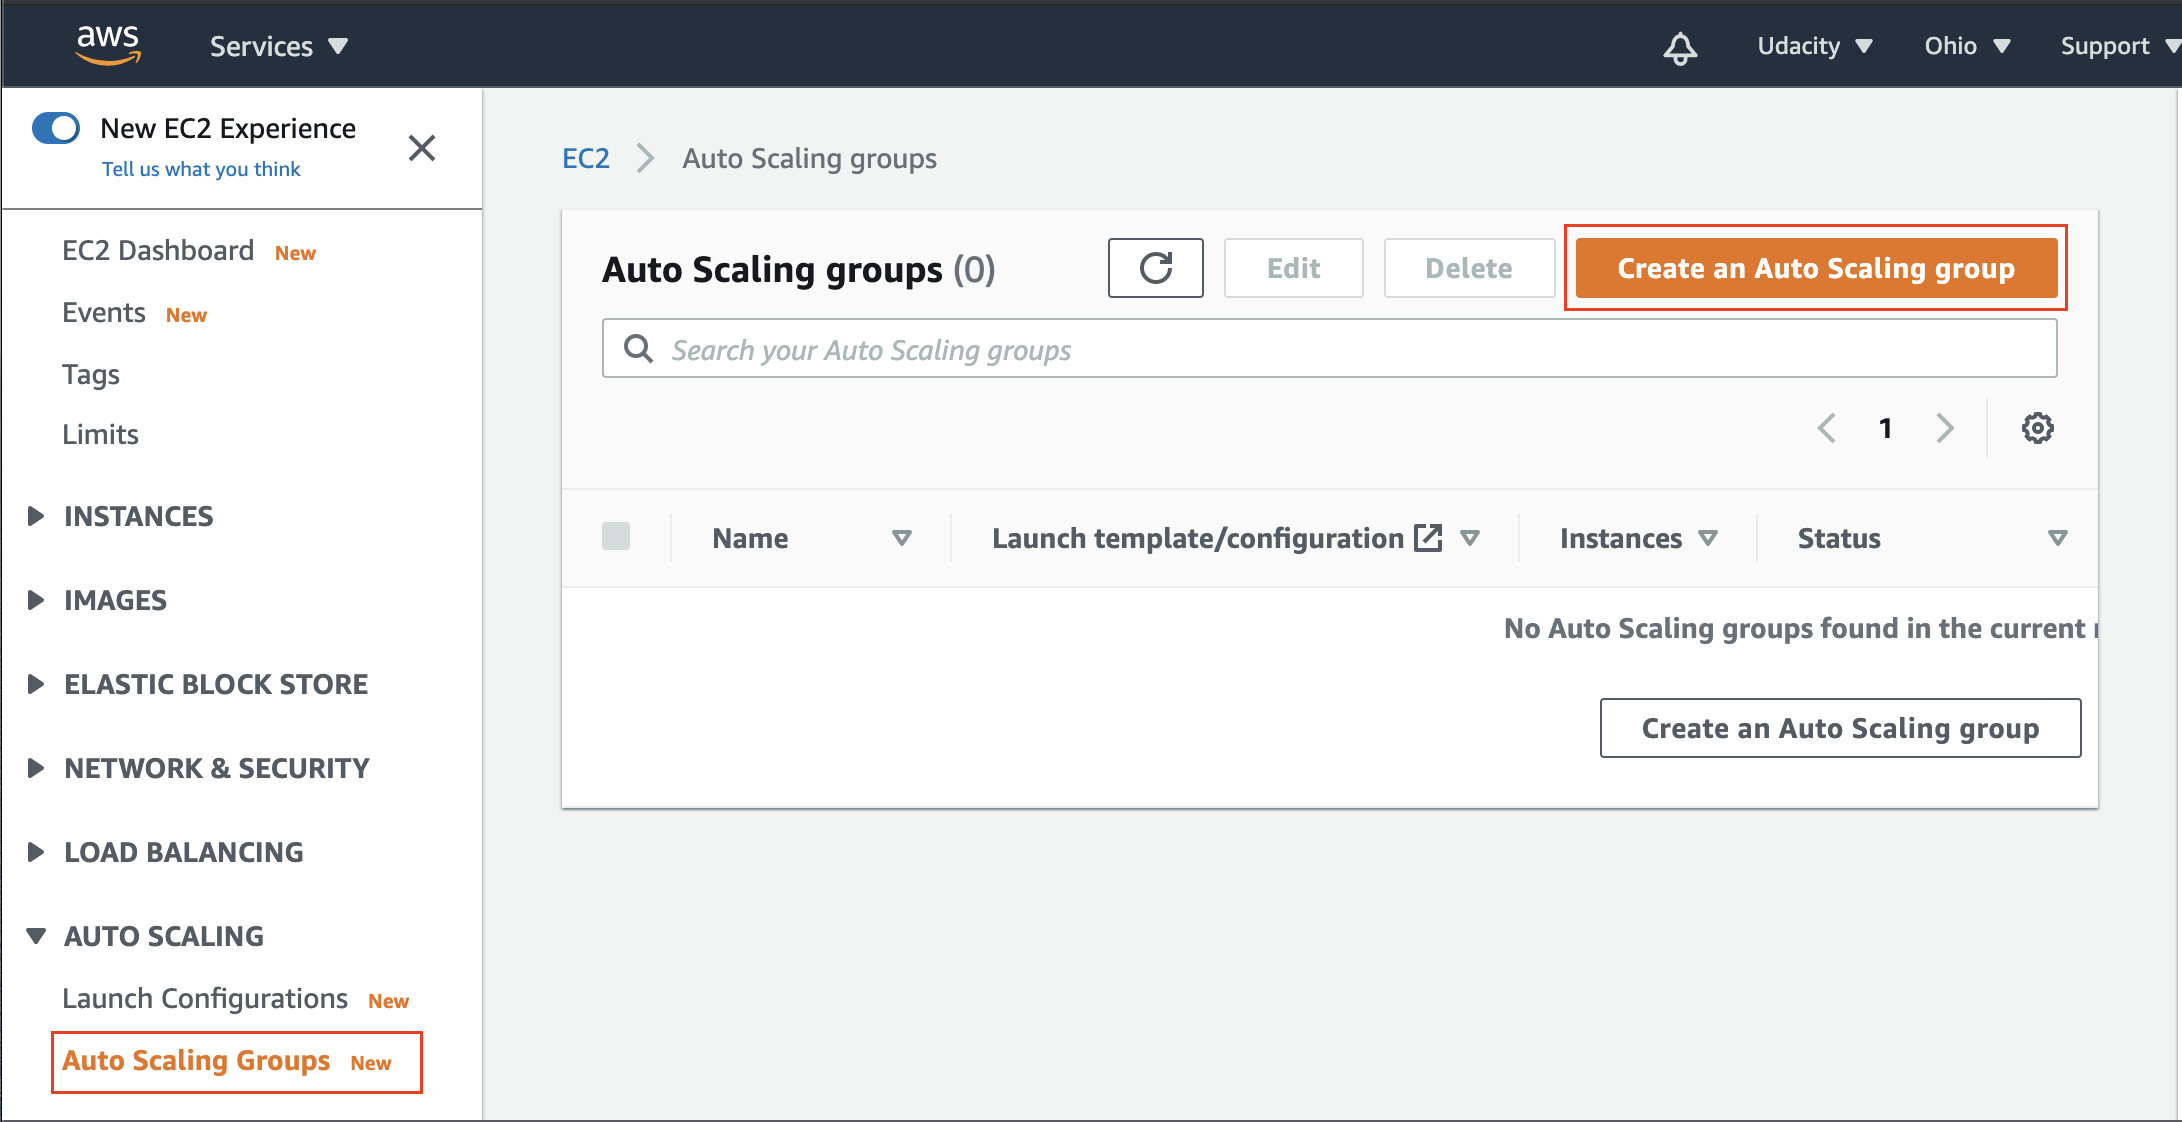 aws
Services
Udacity
Ohio
Support
New EC2 Experience
Tell us what you think
EC2 Dashboard New
Events New
Tags
Limits
INSTANCES
IMAGES
ELASTIC BLOCK STORE
NETWORK & SECURITY
LOAD BALANCING
AUTO SCALING
Launch Configurations New
Auto Scaling Groups New
EC2 > Auto Scaling groups
Auto Scaling groups (0)
Edit
Delete
Create an Auto Scaling group
Search your Auto Scaling groups
1
Name
Launch template/configuration
Instances
Status
No Auto Scaling groups found in the current
Create an Auto Scaling group